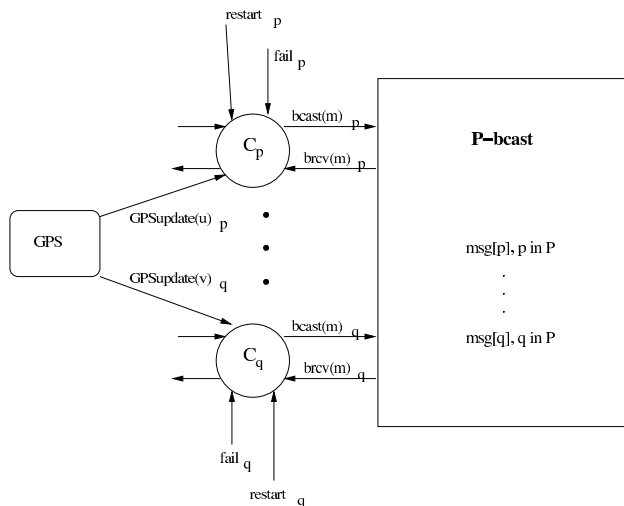 restart p
fail p
bcast(m) p
C p
brcv(m) p
P−bcast
GPSupdate(u) p
GPS
msg[p], p in P
.
.
.
GPSupdate(v) q
bcast(m) q
msg[q], q in P
C q
brcv(m) q
fail q
restart q